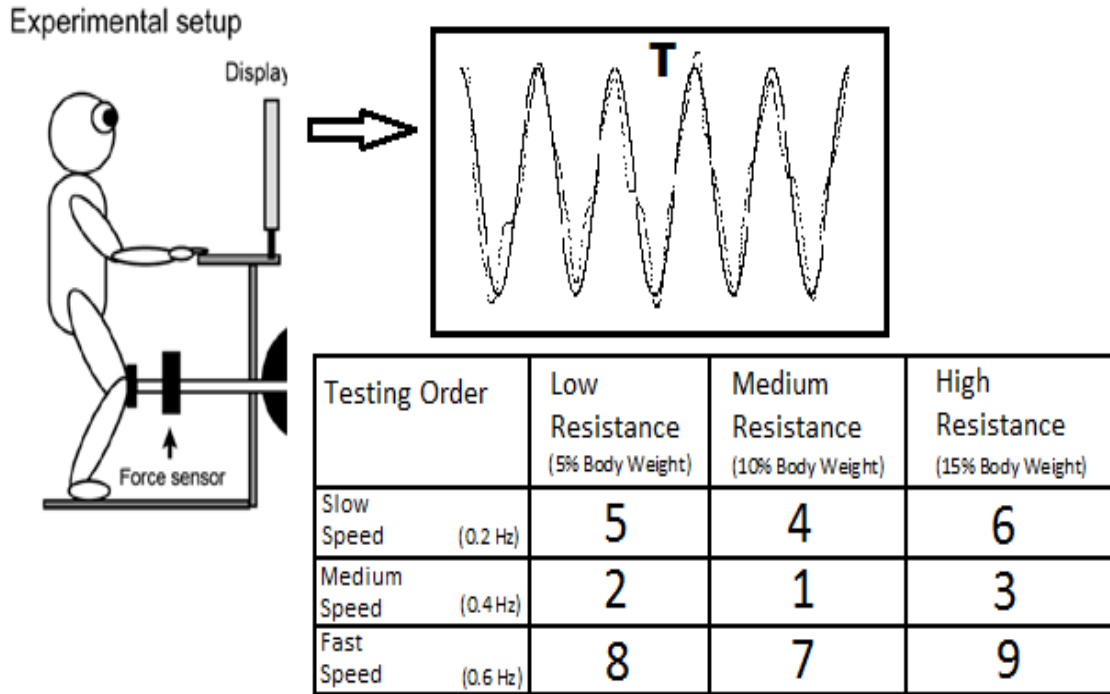 Experimental setup
Display
T
Force sensor
Testing Order
Low
Resistance
(5% Body Weight)
Medium
Resistance
(10% Body Weight)
High
Resistance
(15% Body Weight)
Slow
Speed (0.2 Hz)
5
4
6
Medium
Speed (0.4 Hz)
2
1
3
Fast
Speed (0.6 Hz)
8
7
9